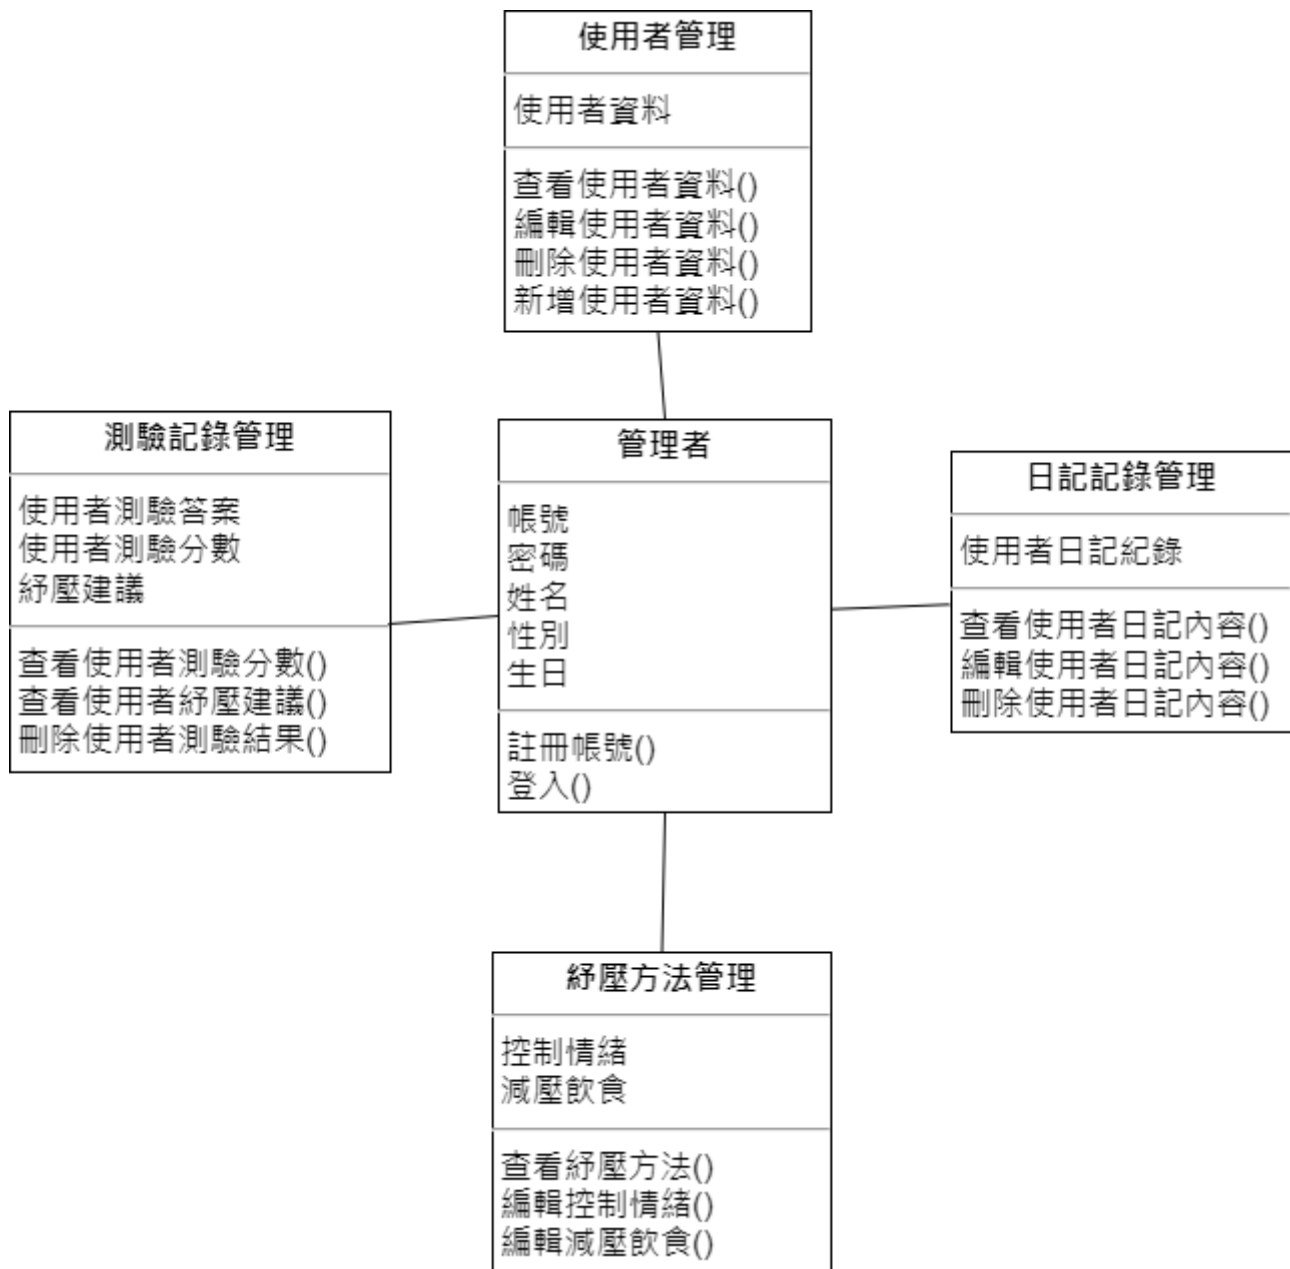 使用者管理
使用者資料
查看使用者資料()
編輯使用者資料()
刪除使用者資料()
新增使用者資料()
測驗記錄管理
使用者測驗答案
使用者測驗分數
紓壓建議
查看使用者測驗分數()
查看使用者紓壓建議()
刪除使用者測驗結果()
管理者
帳號
密碼
姓名
性別
生日
註冊帳號()
登入()
日記記錄管理
使用者日記紀錄
查看使用者日記內容()
編輯使用者日記內容()
刪除使用者日記內容()
紓壓方法管理
控制情緒
減壓飲食
查看紓壓方法()
編輯控制情緒()
編輯減壓飲食()